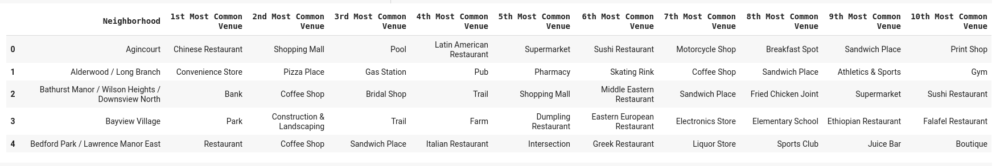 Neighborhood 1st Most Common Venue 2nd Most Common Venue 3rd Most Common Venue 4th Most Common Venue 5th Most Common Venue 6th Most Common Venue 7th Most Common Venue 8th Most Common Venue 9th Most Common Venue 10th Most Common Venue
0 Agincourt Chinese Restaurant Shopping Mall Pool Latin American Restaurant Supermarket Sushi Restaurant Motorcycle Shop Breakfast Spot Sandwich Place Print Shop
1 Alderwood / Long Branch Convenience Store Pizza Place Gas Station Pub Pharmacy Skating Rink Coffee Shop Sandwich Place Athletics & Sports Gym
2 Bathurst Manor / Wilson Heights / Downsview North Bank Coffee Shop Bridal Shop Trail Shopping Mall Middle Eastern Restaurant Sandwich Place Fried Chicken Joint Supermarket Sushi Restaurant
3 Bayview Village Park Construction & Landscaping Trail Farm Dumpling Restaurant Eastern European Restaurant Electronics Store Elementary School Ethiopian Restaurant Falafel Restaurant
4 Bedford Park / Lawrence Manor East Restaurant Coffee Shop Sandwich Place Italian Restaurant Intersection Greek Restaurant Liquor Store Sports Club Juice Bar Boutique